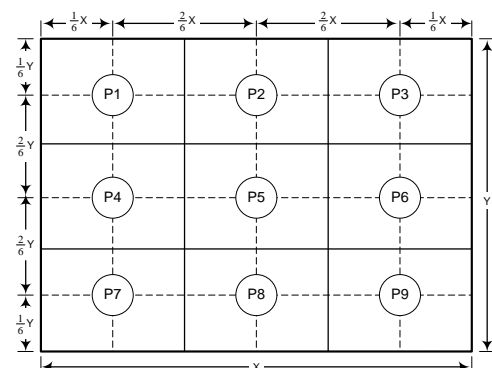 1/6 X 2/6 X 2/6 X 1/6 X
1/6 Y
P1 P2 P3
2/6 Y
P4 P5 P6 Y
2/6 Y
P7 P8 P9
1/6 Y
X